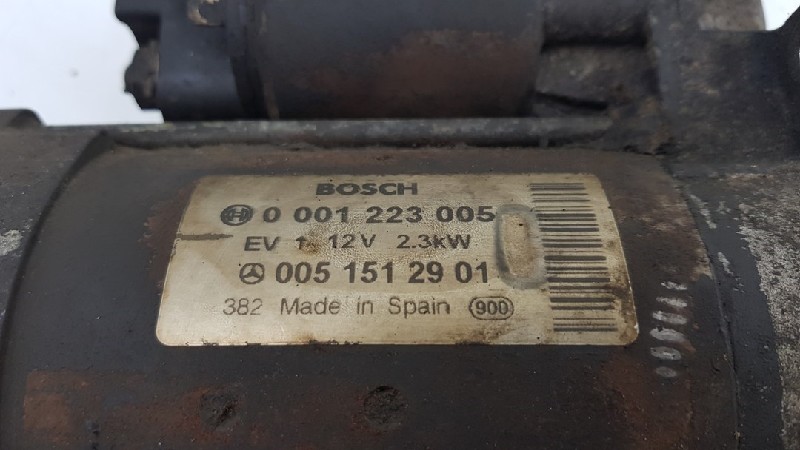 BOSCH
0 001 223 005
EV 1 12V 2.3kW
005 151 29 01
382 Made in Spain 900